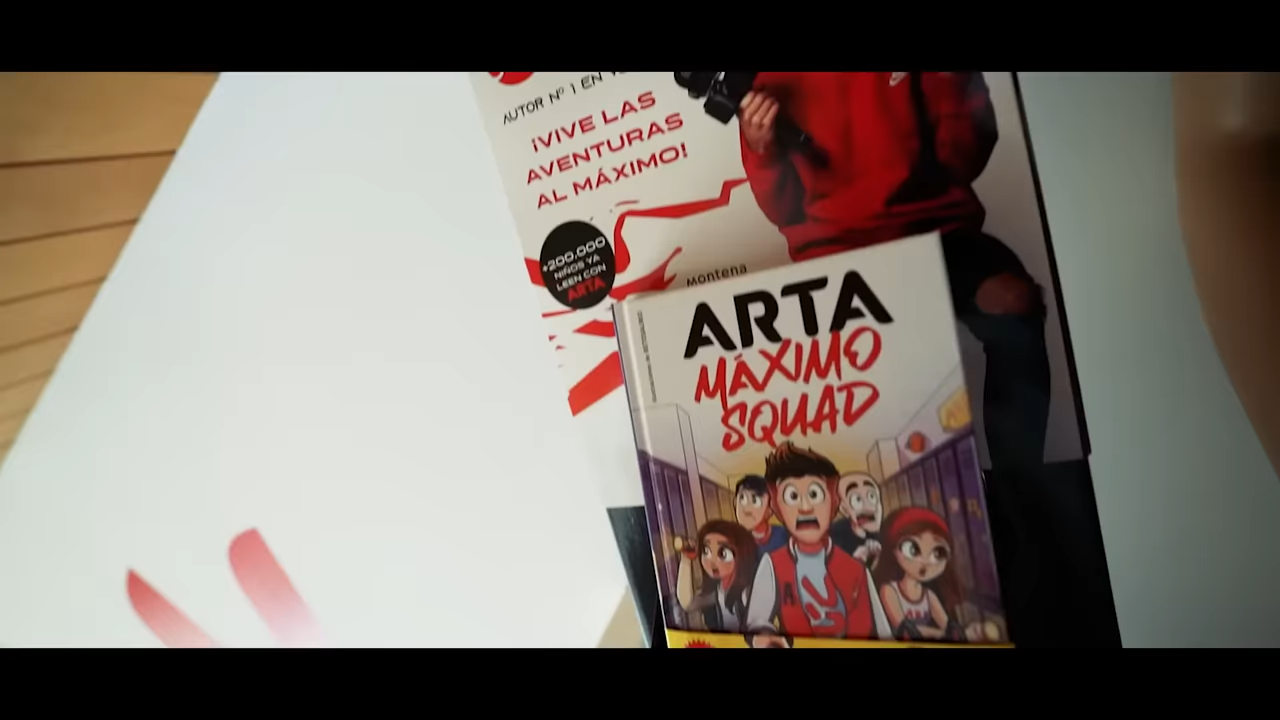 AUTOR Nº 1 EN
¡VIVE LAS
AVENTURAS
AL MÁXIMO!
+200.000
NIÑOS YA
LEEN CON
ARTA
MONTENA
ARTA
MÁXIMO
SQUAD